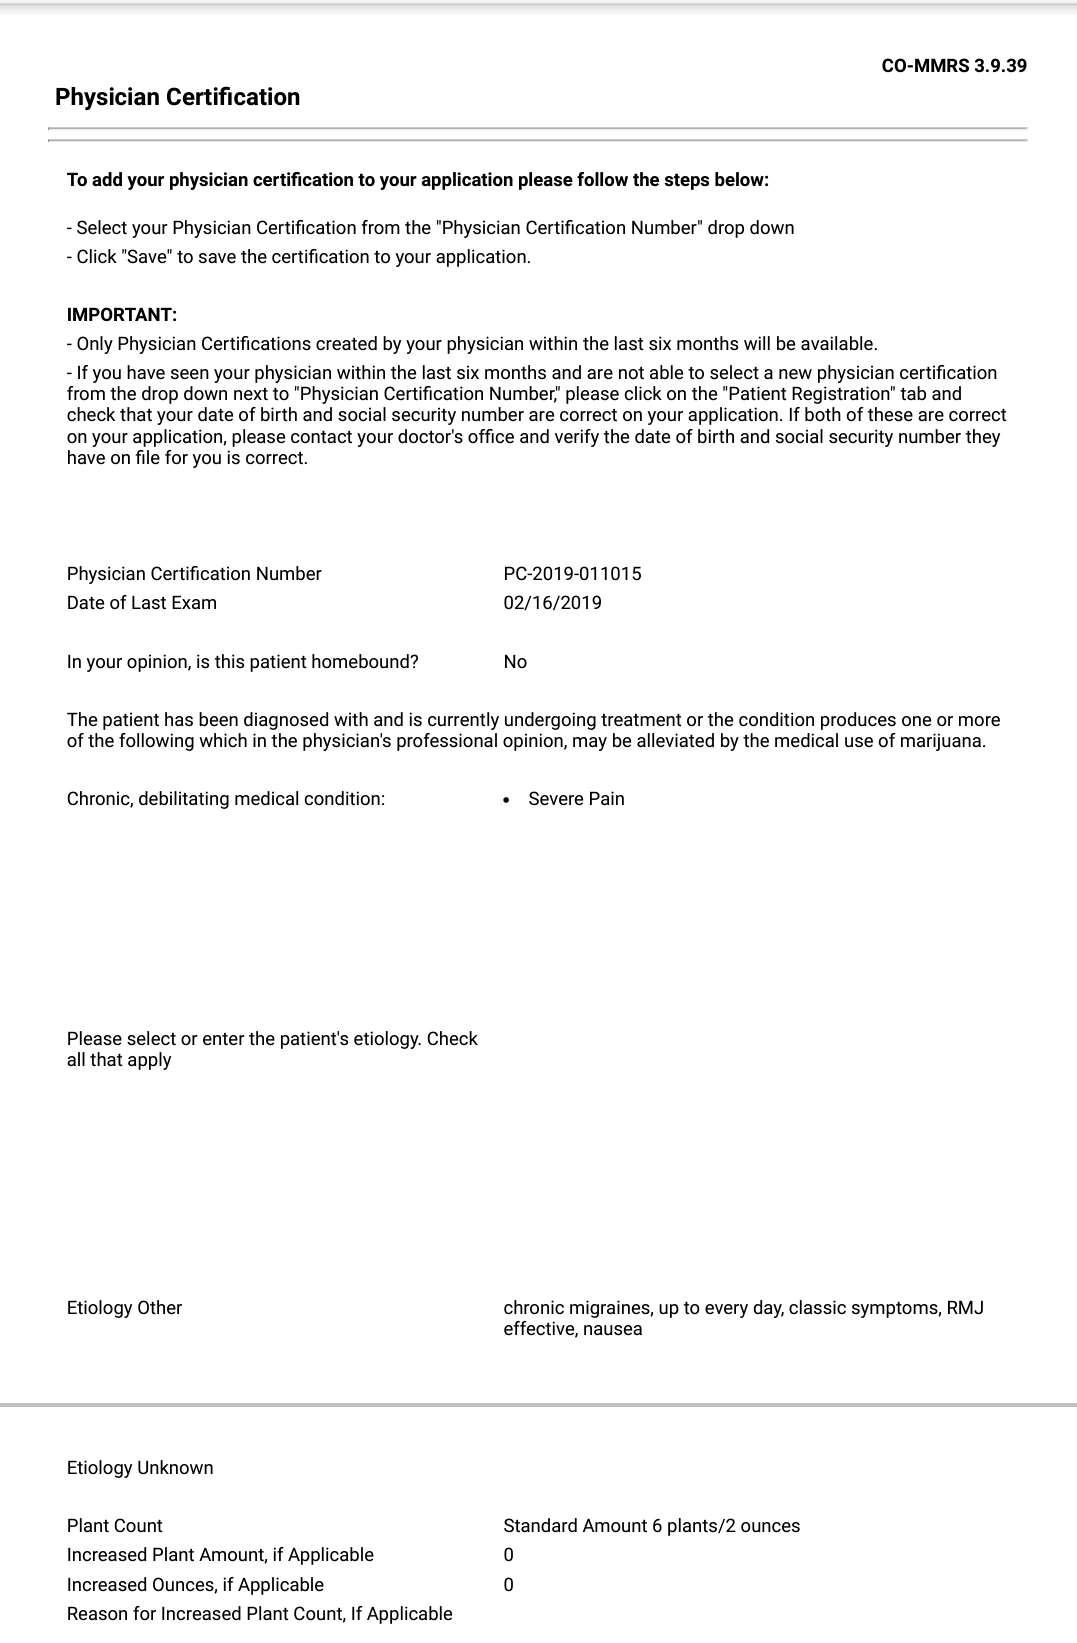 CO-MMRS 3.9.39
Physician Certification
To add your physician certification to your application please follow the steps below:
- Select your Physician Certification from the "Physician Certification Number" drop down
- Click "Save" to save the certification to your application.
IMPORTANT:
- Only Physician Certifications created by your physician within the last six months will be available.
- If you have seen your physician within the last six months and are not able to select a new physician certification
from the drop down next to "Physician Certification Number," please click on the "Patient Registration" tab and
check that your date of birth and social security number are correct on your application. If both of these are correct
on your application, please contact your doctor's office and verify the date of birth and social security number they
have on file for you is correct.
Physician Certification Number PC-2019-011015
Date of Last Exam 02/16/2019
In your opinion, is this patient homebound? No
The patient has been diagnosed with and is currently undergoing treatment or the condition produces one or more
of the following which in the physician's professional opinion, may be alleviated by the medical use of marijuana.
Chronic, debilitating medical condition: • Severe Pain
Please select or enter the patient's etiology. Check
all that apply
Etiology Other chronic migraines, up to every day, classic symptoms, RMJ
effective, nausea
Etiology Unknown
Plant Count Standard Amount 6 plants/2 ounces
Increased Plant Amount, if Applicable 0
Increased Ounces, if Applicable 0
Reason for Increased Plant Count, If Applicable